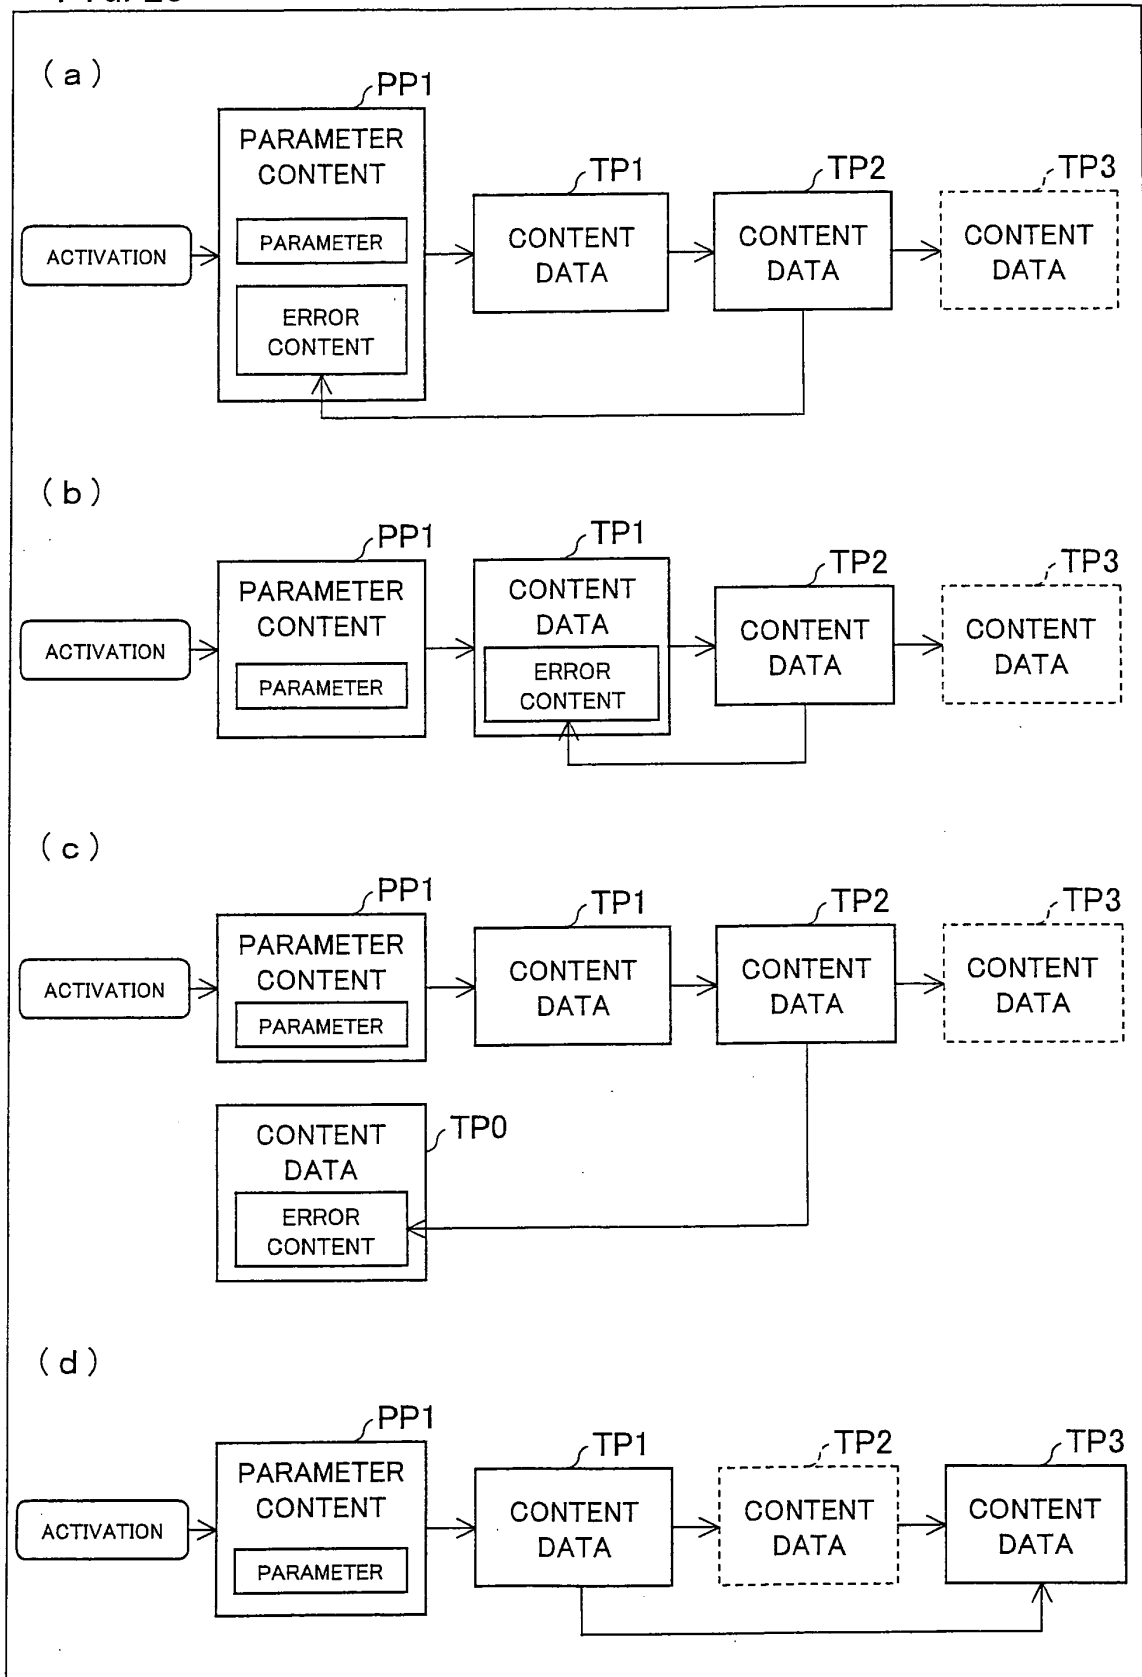 (a)
PP1
PARAMETER
CONTENT
PARAMETER
ERROR
CONTENT
ACTIVATION
TP1
CONTENT
DATA
TP2
CONTENT
DATA
TP3
CONTENT
DATA
(b)
PP1
PARAMETER
CONTENT
PARAMETER
ACTIVATION
TP1
CONTENT
DATA
ERROR
CONTENT
TP2
CONTENT
DATA
TP3
CONTENT
DATA
(c)
PP1
PARAMETER
CONTENT
PARAMETER
ACTIVATION
TP1
CONTENT
DATA
TP2
CONTENT
DATA
TP3
CONTENT
DATA
TP0
CONTENT
DATA
ERROR
CONTENT
(d)
PP1
PARAMETER
CONTENT
PARAMETER
ACTIVATION
TP1
CONTENT
DATA
TP2
CONTENT
DATA
TP3
CONTENT
DATA